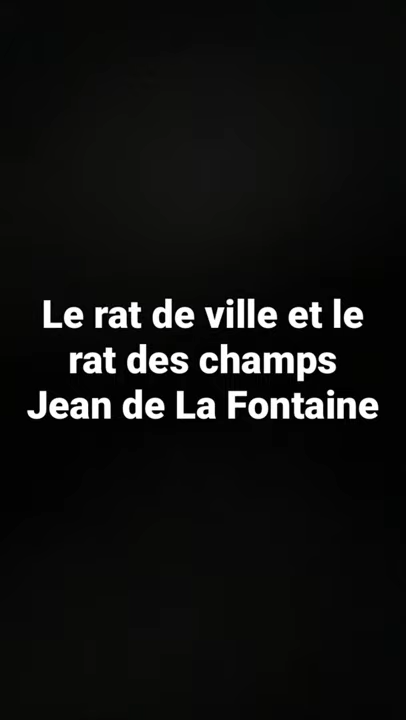 Le rat de ville et le
rat des champs
Jean de La Fontaine